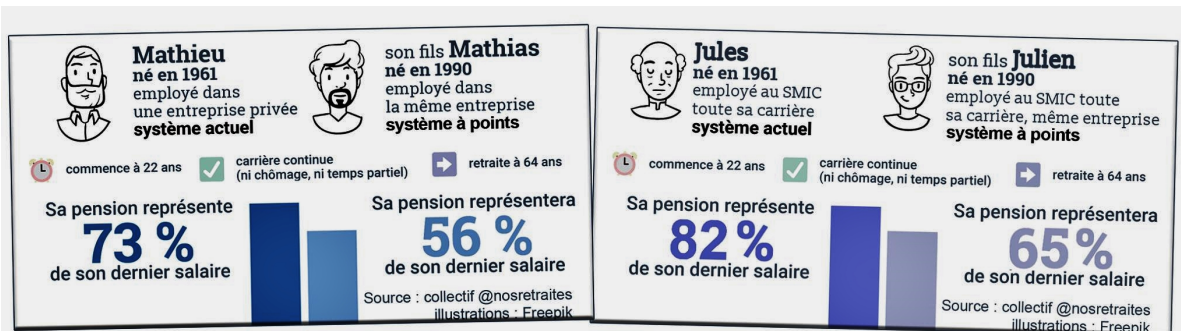 Mathieu
né en 1961
employé dans
une entreprise privée
système actuel
son fils Mathias
né en 1990
employé dans
la même entreprise
système à points
commence à 22 ans
carrière continue
(ni chômage, ni temps partiel)
retraite à 64 ans
Sa pension représente
73 %
de son dernier salaire
Sa pension représentera
56 %
de son dernier salaire
Source : collectif @nosretraites
illustrations : Freepik
Jules
né en 1961
employé au SMIC
toute sa carrière
système actuel
son fils Julien
né en 1990
employé au SMIC toute
sa carrière, même entreprise
système à points
commence à 22 ans
carrière continue
(ni chômage, ni temps partiel)
retraite à 64 ans
Sa pension représente
82 %
de son dernier salaire
Sa pension représentera
65 %
de son dernier salaire
Source : collectif @nosretraites
illustrations : Freepik